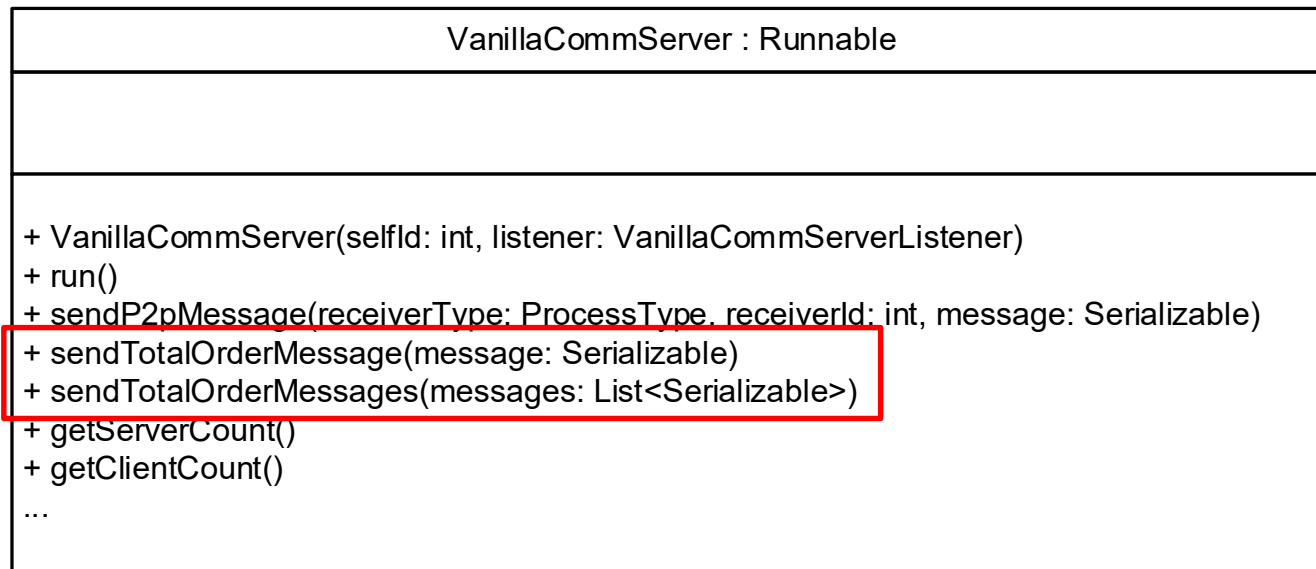 VanillaCommServer : Runnable
+ VanillaCommServer(selfId: int, listener: VanillaCommServerListener)
+ run()
+ sendP2pMessage(receiverType: ProcessType, receiverId: int, message: Serializable)
+ sendTotalOrderMessage(message: Serializable)
+ sendTotalOrderMessages(messages: List<Serializable>)
+ getServerCount()
+ getClientCount()
...